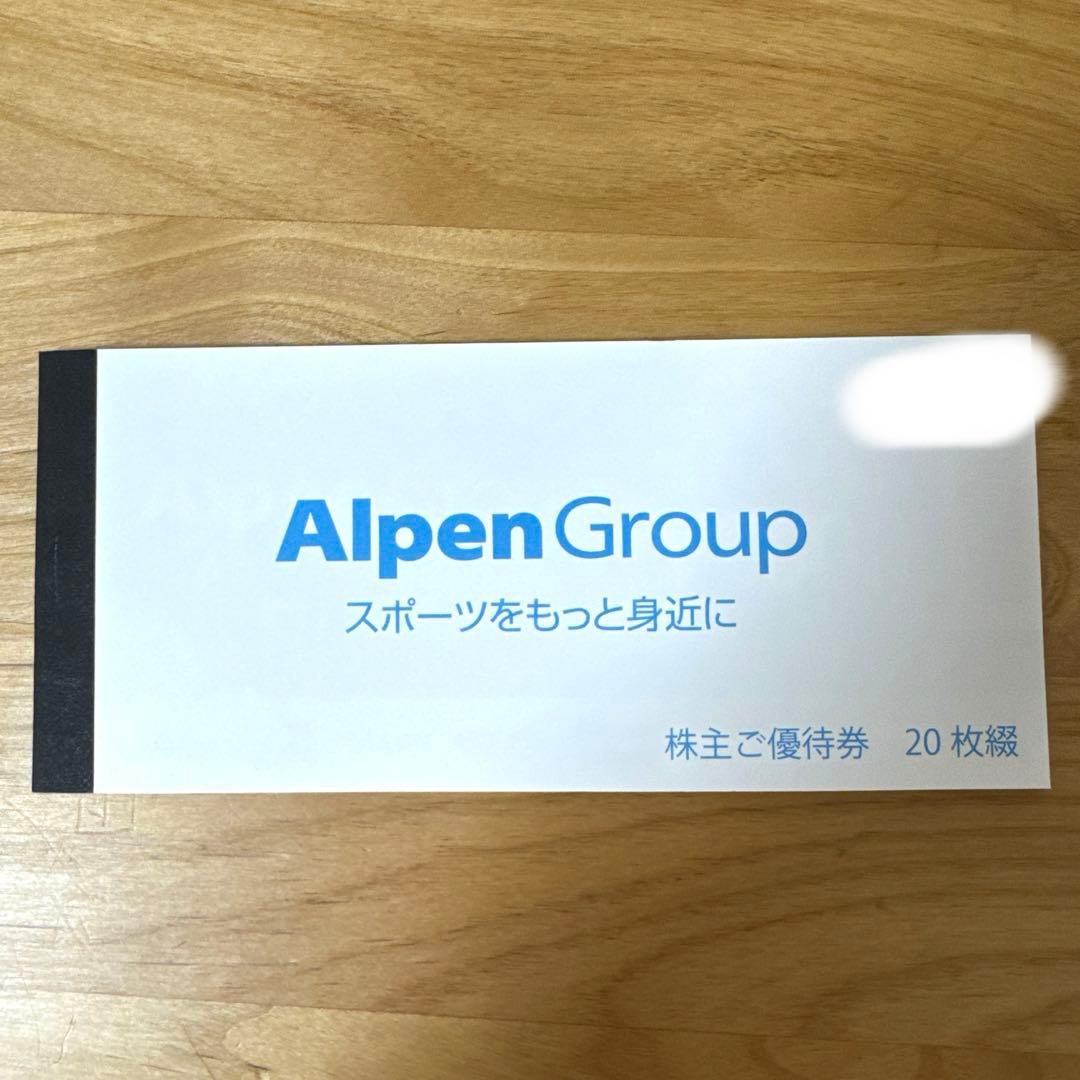 Alpen Group
スポーツをもっと身近に
株主ご優待券　20 枚綴